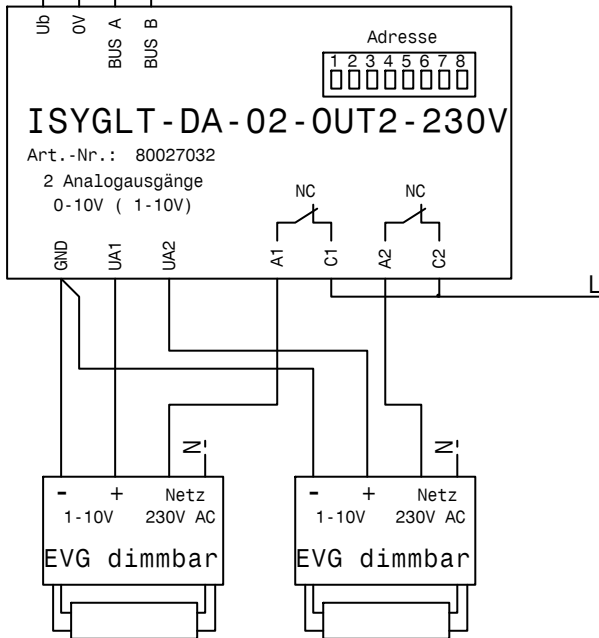 Ub 0V BUS A BUS B
Adresse
1 2 3 4 5 6 7 8
ISYGLT-DA-02-OUT2-230V
Art.-Nr.: 80027032
2 Analogausgänge
0-10V ( 1-10V)
NC NC
GND UA1 UA2 A1 C1 A2 C2
L
N N
- + Netz
1-10V 230V AC
EVG dimmbar
- + Netz
1-10V 230V AC
EVG dimmbar